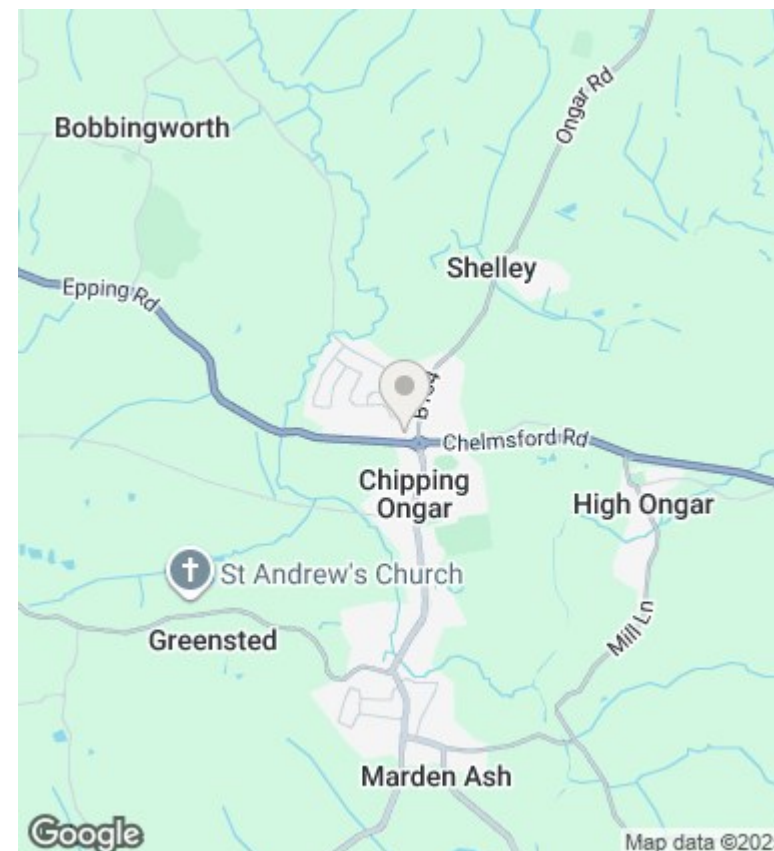 Ongar Rd
Bobbingworth
Shelley
Epping Rd
Chelmsford Rd
Chipping
Ongar
High Ongar
St Andrew's Church
Greensted
Mill Ln
Marden Ash
Google
Map data ©202